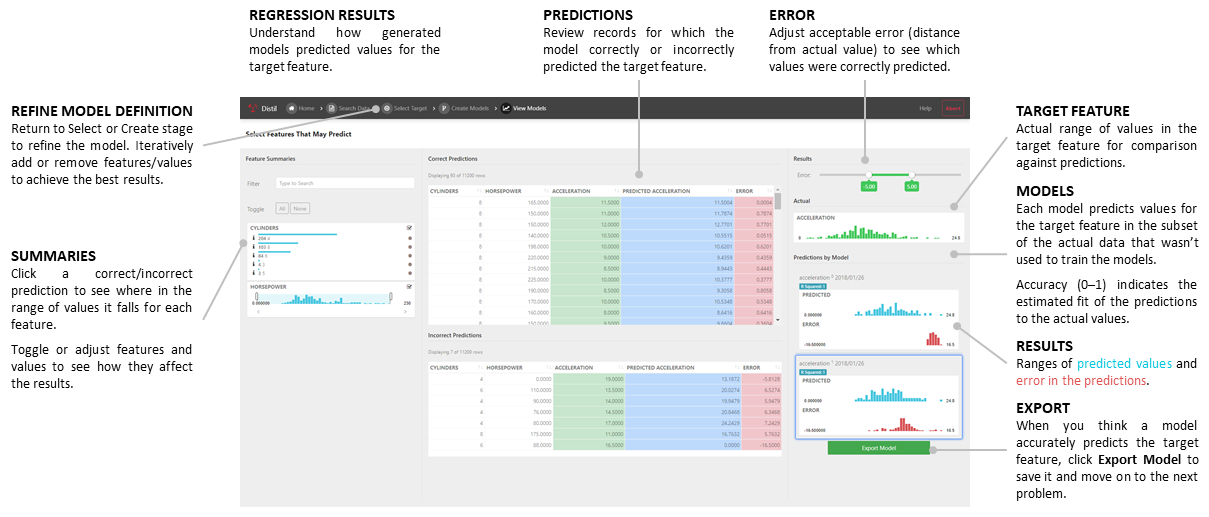 REGRESSION RESULTS
Understand how generated
models predicted values for the
target feature.
PREDICTIONS
Review records for which the
model correctly or incorrectly
predicted the target feature.
ERROR
Adjust acceptable error (distance
from actual value) to see which
values were correctly predicted.
REFINE MODEL DEFINITION
Return to Select or Create stage
to refine the model. Iteratively
add or remove features/values
to achieve the best results.
SUMMARIES
Click a correct/incorrect
prediction to see where in the
range of values it falls for each
feature.
Toggle or adjust features and
values to see how they affect
the results.
Distil Home > Search Data > Select Target > Create Models > View Models Help Abort
Select Features That May Predict
Feature Summaries
Filter Type to Search
Toggle All None
CYLINDERS
HORSEPOWER
0.000000 230
Correct Predictions
CYLINDERS HORSEPOWER ACCELERATION PREDICTED ACCELERATION ERROR
8 165.0000 11.5000 11.5004 0.0004
8 150.0000 11.0000 11.7874 0.7874
8 150.0000 12.0000 12.7701 0.7701
8 140.0000 10.5000 10.5515 0.0515
8 198.0000 10.0000 10.6201 0.6201
8 220.0000 9.0000 9.4359 0.4359
8 215.0000 8.5000 8.9443 0.4443
8 225.0000 10.0000 10.3777 0.3777
8 190.0000 8.5000 9.3058 0.8058
8 170.0000 10.0000 10.5348 0.5348
8 160.0000 8.0000 8.6416 0.6416
8 150.0000 9.5000
Incorrect Predictions
Displaying 7 of 11200 rows
CYLINDERS HORSEPOWER ACCELERATION PREDICTED ACCELERATION ERROR
4 0.0000 19.0000 13.1872 -5.8128
6 110.0000 13.5000 20.0274 6.5274
4 90.0000 14.0000 19.9479 5.9479
4 76.0000 14.5000 20.8468 6.3468
4 80.0000 17.0000 24.2429 7.2429
8 175.0000 11.0000 16.7632 5.7632
6 88.0000 16.5000 0.0000 -16.5000
Results
Error: -5.00 5.00
Actual
ACCELERATION
0 24.8
Predictions by Model
acceleration 2018/01/26
R Squared: 1
PREDICTED
0.000000 24.8
ERROR
-16.500000 16.5
acceleration 2018/01/26
R Squared: 1
PREDICTED
0.000000 24.8
ERROR
-16.500000 16.5
Export Model
TARGET FEATURE
Actual range of values in the
target feature for comparison
against predictions.
MODELS
Each model predicts values for
the target feature in the subset
of the actual data that wasn't
used to train the models.
Accuracy (0–1) indicates the
estimated fit of the predictions
to the actual values.
RESULTS
Ranges of predicted values and
error in the predictions.
EXPORT
When you think a model
accurately predicts the target
feature, click Export Model to
save it and move on to the next
problem.